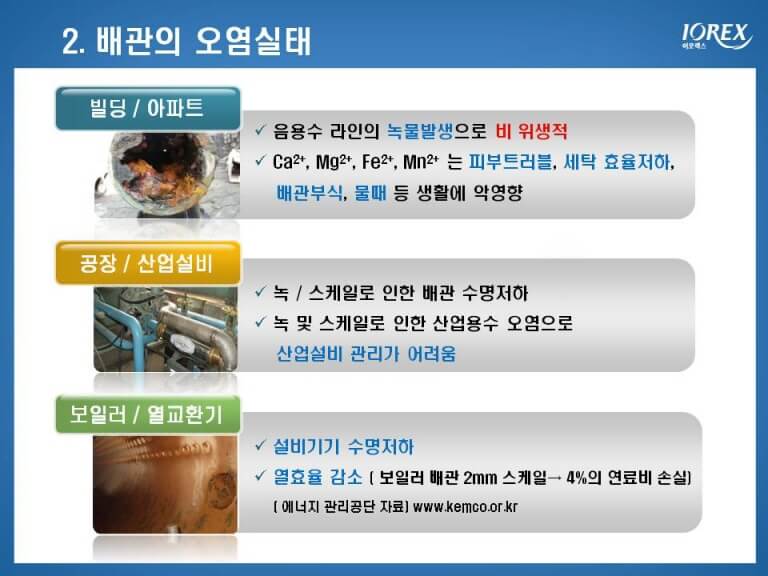 2. 배관의 오염실태
IOREX
이오렉스
빌딩 / 아파트
✓ 음용수 라인의 녹물발생으로 비 위생적
✓ Ca²⁺, Mg²⁺, Fe²⁺, Mn²⁺ 는 피부트러블, 세탁 효율저하,
배관부식, 물때 등 생활에 악영향
공장 / 산업설비
✓ 녹 / 스케일로 인한 배관 수명저하
✓ 녹 및 스케일로 인한 산업용수 오염으로
산업설비 관리가 어려움
보일러 / 열교환기
✓ 설비기기 수명저하
✓ 열효율 감소 ( 보일러 배관 2mm 스케일→ 4%의 연료비 손실)
( 에너지 관리공단 자료) www.kemco.or.kr